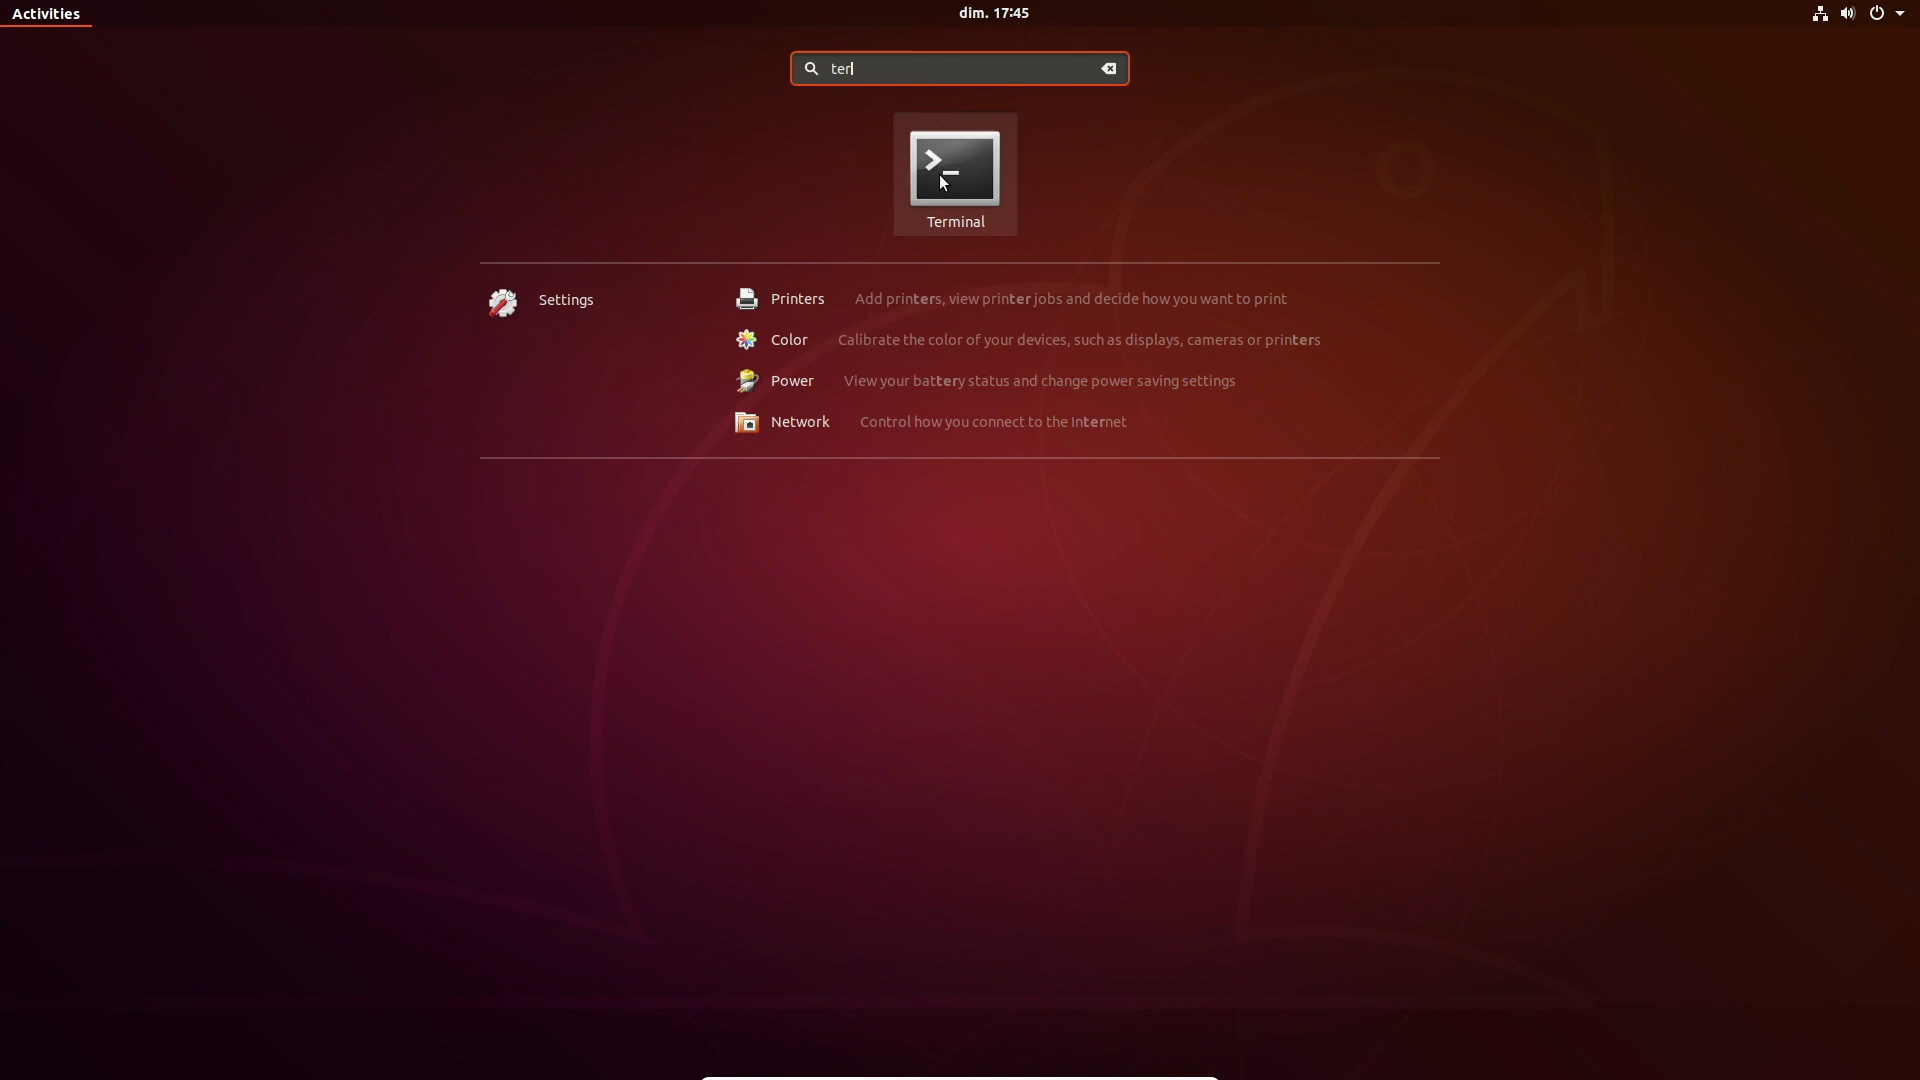 Activities
dim. 17:45
ter
Terminal
Settings
Printers Add printers, view printer jobs and decide how you want to print
Color Calibrate the color of your devices, such as displays, cameras or printers
Power View your battery status and change power saving settings
Network Control how you connect to the Internet